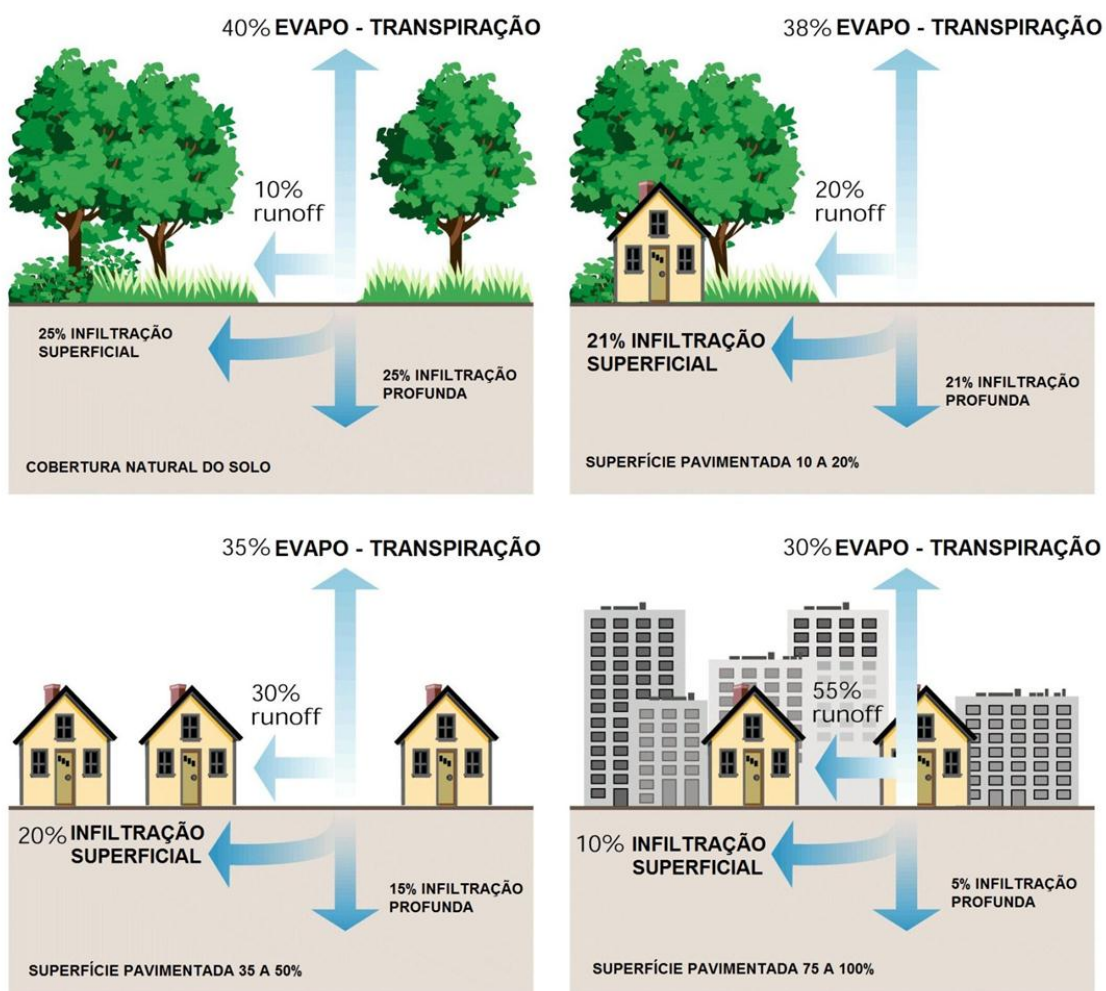 40% EVAPO - TRANSPIRAÇÃO
10%
runoff
25% INFILTRAÇÃO
SUPERFICIAL
25% INFILTRAÇÃO
PROFUNDA
COBERTURA NATURAL DO SOLO
38% EVAPO - TRANSPIRAÇÃO
20%
runoff
21% INFILTRAÇÃO
SUPERFICIAL
21% INFILTRAÇÃO
PROFUNDA
SUPERFÍCIE PAVIMENTADA 10 A 20%
35% EVAPO - TRANSPIRAÇÃO
30%
runoff
20% INFILTRAÇÃO
SUPERFICIAL
15% INFILTRAÇÃO
PROFUNDA
SUPERFÍCIE PAVIMENTADA 35 A 50%
30% EVAPO - TRANSPIRAÇÃO
55%
runoff
10% INFILTRAÇÃO
SUPERFICIAL
5% INFILTRAÇÃO
PROFUNDA
SUPERFÍCIE PAVIMENTADA 75 A 100%